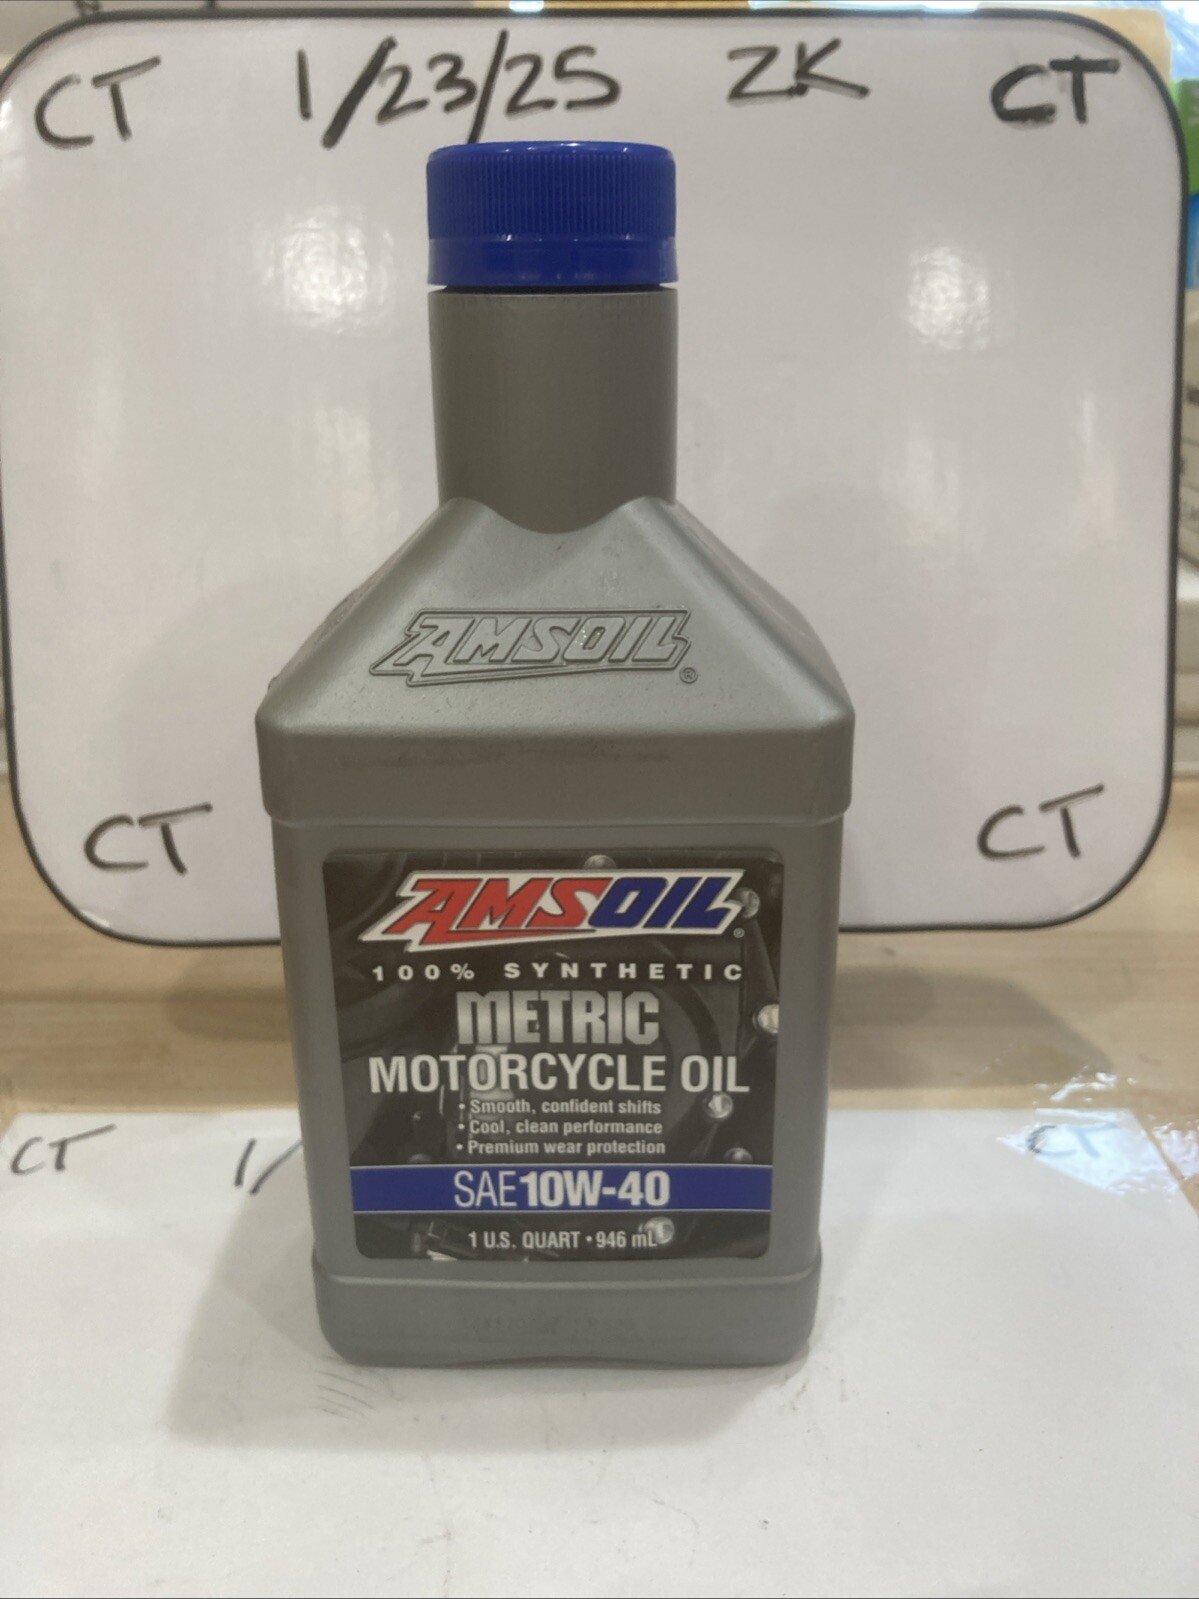 CT 1/23/25 ZK CT
AMSOIL®
CT CT
AMSOIL®
100% SYNTHETIC
METRIC
MOTORCYCLE OIL
• Smooth, confident shifts
• Cool, clean performance
• Premium wear protection
SAE 10W-40
1 U.S. QUART • 946 mL
CT 1/ CT